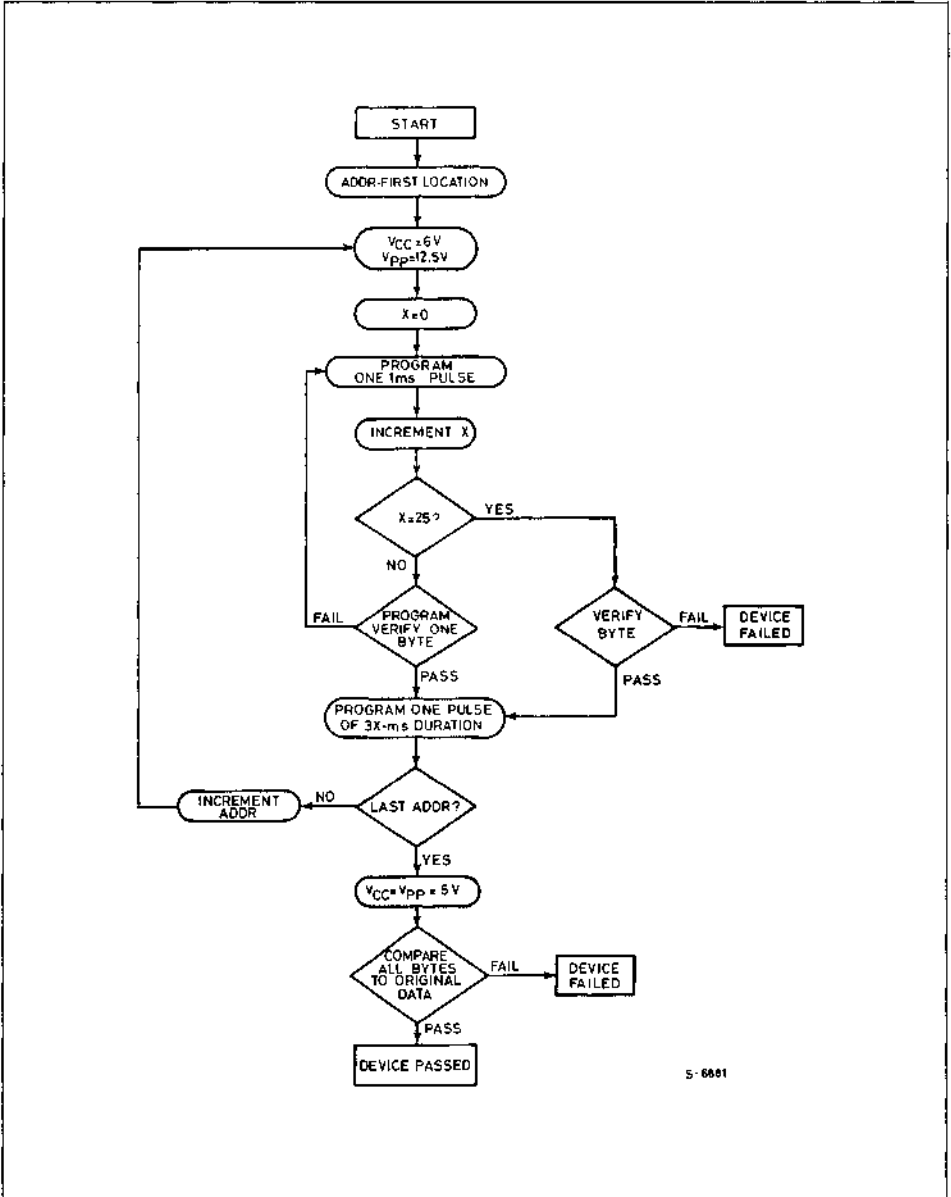 START
ADDR-FIRST LOCATION
VCC=6V
VPP=12.5V
X=0
PROGRAM
ONE 1ms PULSE
INCREMENT X
X=25?
YES
NO
FAIL
PROGRAM
VERIFY ONE
BYTE
VERIFY
BYTE
FAIL
DEVICE
FAILED
PASS
PASS
PROGRAM ONE PULSE
OF 3X-ms DURATION
INCREMENT
ADDR
NO
LAST ADDR?
YES
VCC=VPP = 5V
COMPARE
ALL BYTES
TO ORIGINAL
DATA
FAIL
DEVICE
FAILED
PASS
DEVICE PASSED
S-6881